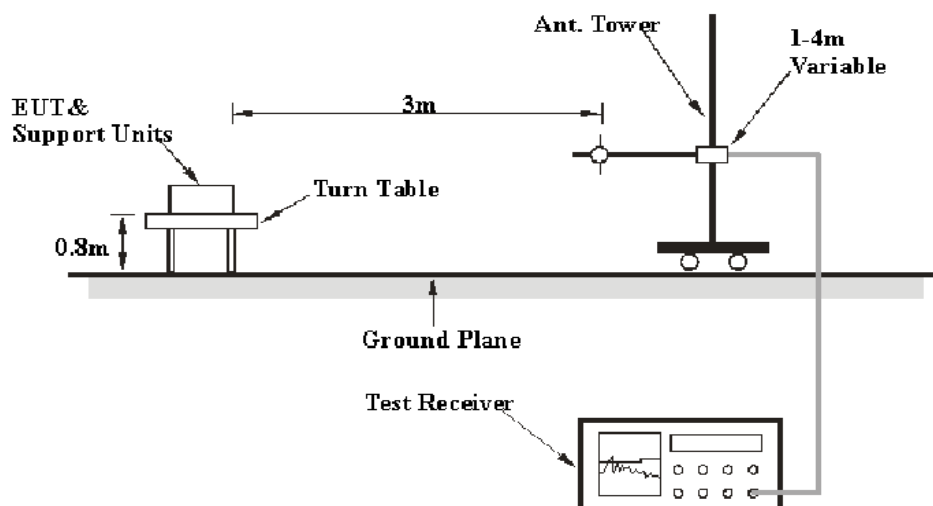 Ant. Tower
1-4m
Variable
EUT&
Support Units
3m
Turn Table
0.8m
Ground Plane
Test Receiver